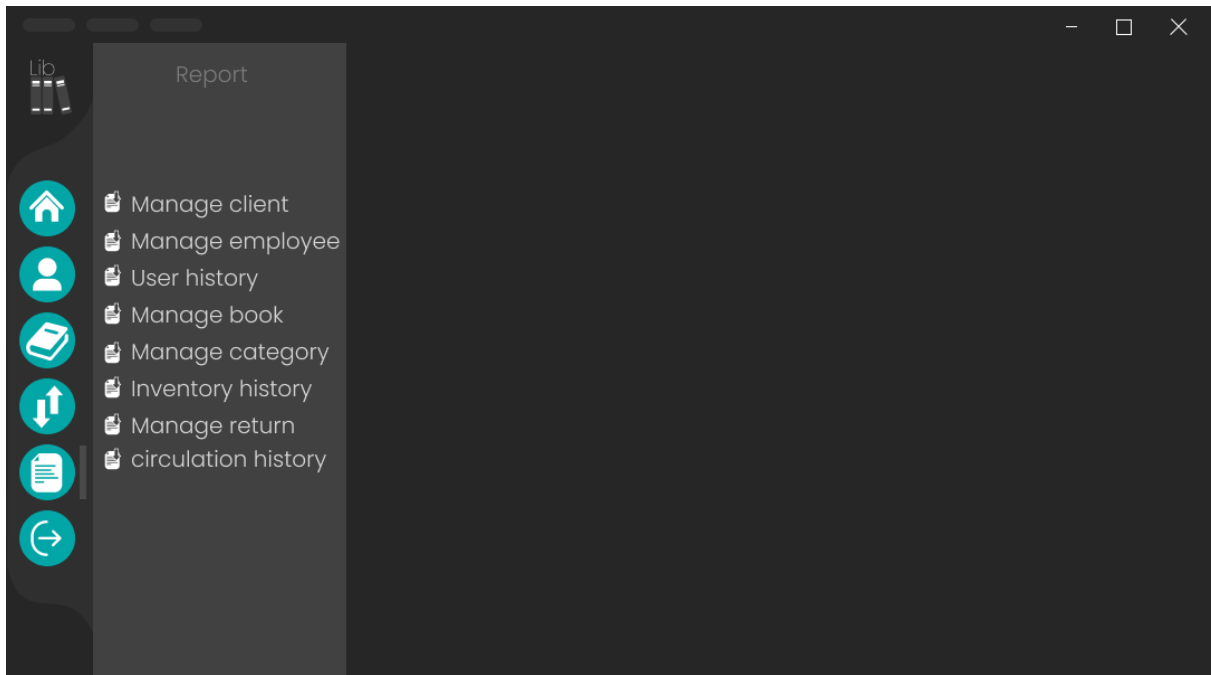 Lib
Report
Manage client
Manage employee
User history
Manage book
Manage category
Inventory history
Manage return
circulation history